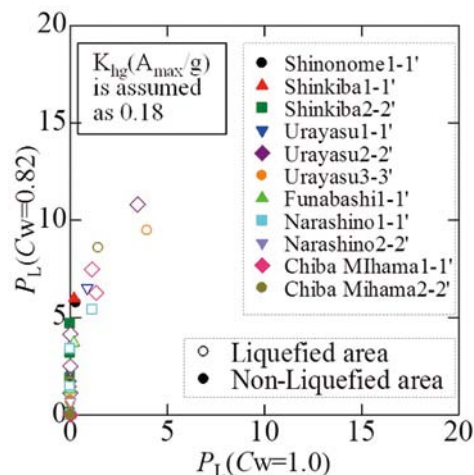 20
15
10
5
0
P_L(Cw=0.82)
K_hg(A_max/g)
is assumed
as 0.18
Shinonome1-1'
Shinkiba1-1'
Shinkiba2-2'
Urayasu1-1'
Urayasu2-2'
Urayasu3-3'
Funabashi1-1'
Narashino1-1'
Narashino2-2'
Chiba MIhama1-1'
Chiba Mihama2-2'
Liquefied area
Non-Liquefied area
0 5 10 15 20
P_L(Cw=1.0)